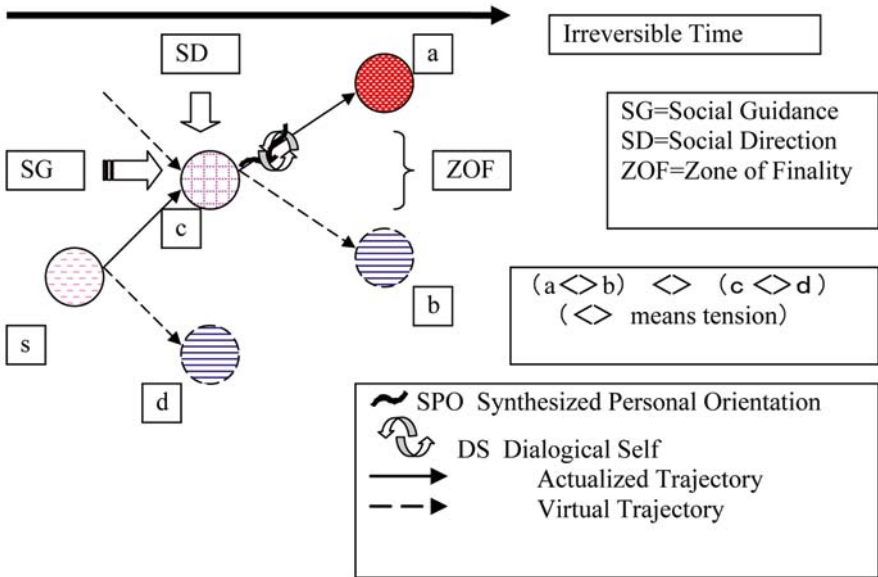 Irreversible Time
SD
a
SG=Social Guidance
SD=Social Direction
ZOF=Zone of Finality
SG
ZOF
c
(a<>b) <> (c<>d)
(<> means tension)
b
s
d
SPO Synthesized Personal Orientation
DS Dialogical Self
Actualized Trajectory
Virtual Trajectory